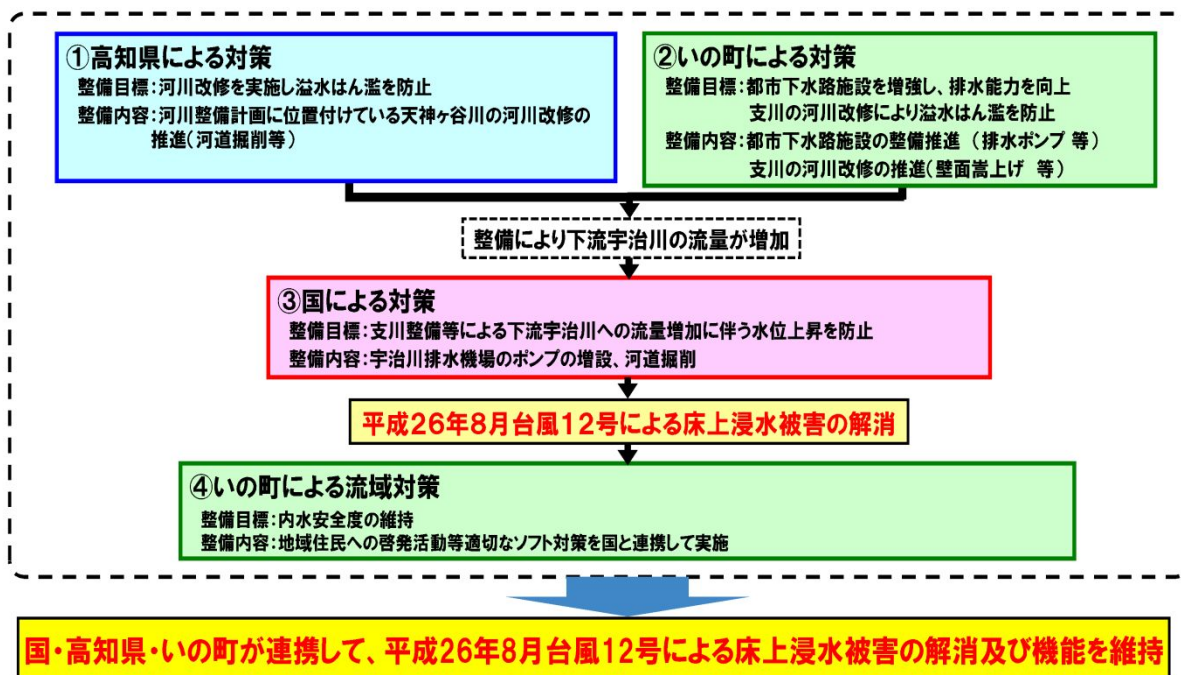 ①高知県による対策
整備目標:河川改修を実施し溢水はん濫を防止
整備内容:河川整備計画に位置付けている天神ヶ谷川の河川改修の
推進(河道掘削等)
②いの町による対策
整備目標:都市下水路施設を増強し、排水能力を向上
支川の河川改修により溢水はん濫を防止
整備内容:都市下水路施設の整備推進 (排水ポンプ 等)
支川の河川改修の推進(壁面嵩上げ 等)
整備により下流宇治川の流量が増加
③国による対策
整備目標:支川整備等による下流宇治川への流量増加に伴う水位上昇を防止
整備内容:宇治川排水機場のポンプの増設、河道掘削
平成26年8月台風12号による床上浸水被害の解消
④いの町による流域対策
整備目標:内水安全度の維持
整備内容:地域住民への啓発活動等適切なソフト対策を国と連携して実施
国・高知県・いの町が連携して、平成26年8月台風12号による床上浸水被害の解消及び機能を維持